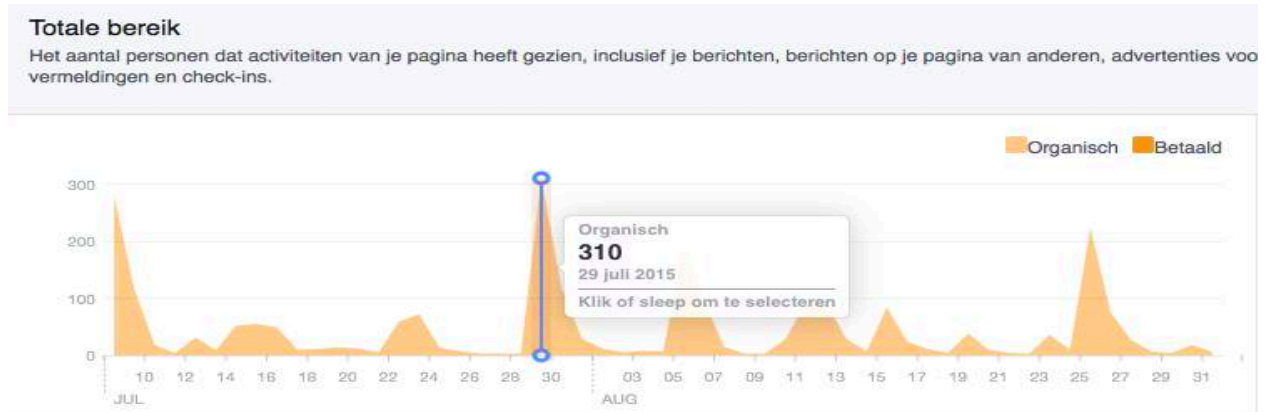 Totale bereik
Het aantal personen dat activiteiten van je pagina heeft gezien, inclusief je berichten, berichten op je pagina van anderen, advertenties voo
vermeldingen en check-ins.
Organisch Betaald
300
200
100
0
Organisch
310
29 juli 2015
Klik of sleep om te selecteren
10 12 14 16 18 20 22 24 26 28 30 03 05 07 09 11 13 15 17 19 21 23 25 27 29 31
JUL AUG